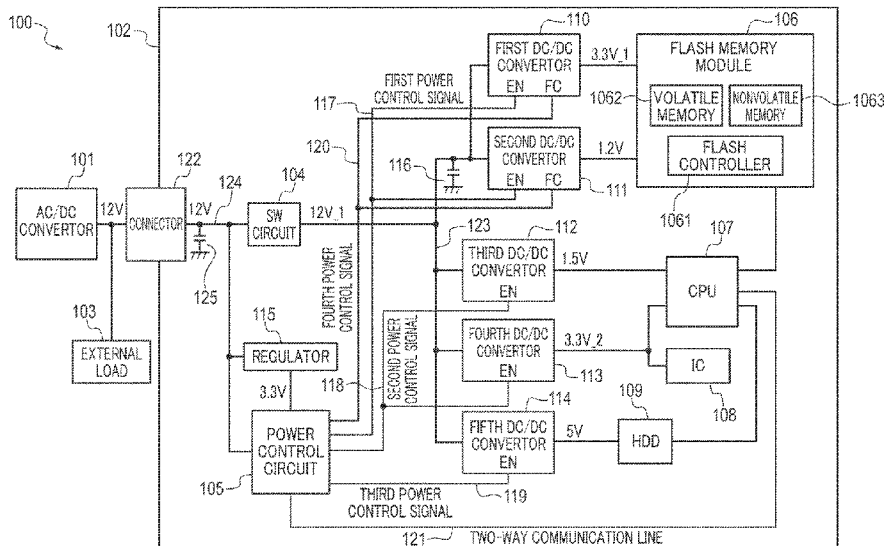 100
102
110
106
FIRST DC/DC
CONVERTOR
EN FC
3.3V_1
FLASH MEMORY
MODULE
1062
VOLATILE
MEMORY
NONVOLATILE
MEMORY
1063
FLASH
CONTROLLER
1061
FIRST POWER
CONTROL SIGNAL
117
120
116
SECOND DC/DC
CONVERTOR
EN FC
1.2V
111
101
AC/DC
CONVERTOR
12V
122
CONNECTOR
12V
124
125
104
SW
CIRCUIT
12V_1
123
112
THIRD DC/DC
CONVERTOR
EN
1.5V
107
CPU
FOURTH POWER
CONTROL SIGNAL
103
EXTERNAL
LOAD
115
REGULATOR
3.3V
118
SECOND POWER
CONTROL SIGNAL
FOURTH DC/DC
CONVERTOR
EN
3.3V_2
113
IC
108
114
FIFTH DC/DC
CONVERTOR
EN
5V
109
HDD
POWER
CONTROL
CIRCUIT
105
THIRD POWER
CONTROL SIGNAL
119
121
TWO-WAY COMMUNICATION LINE